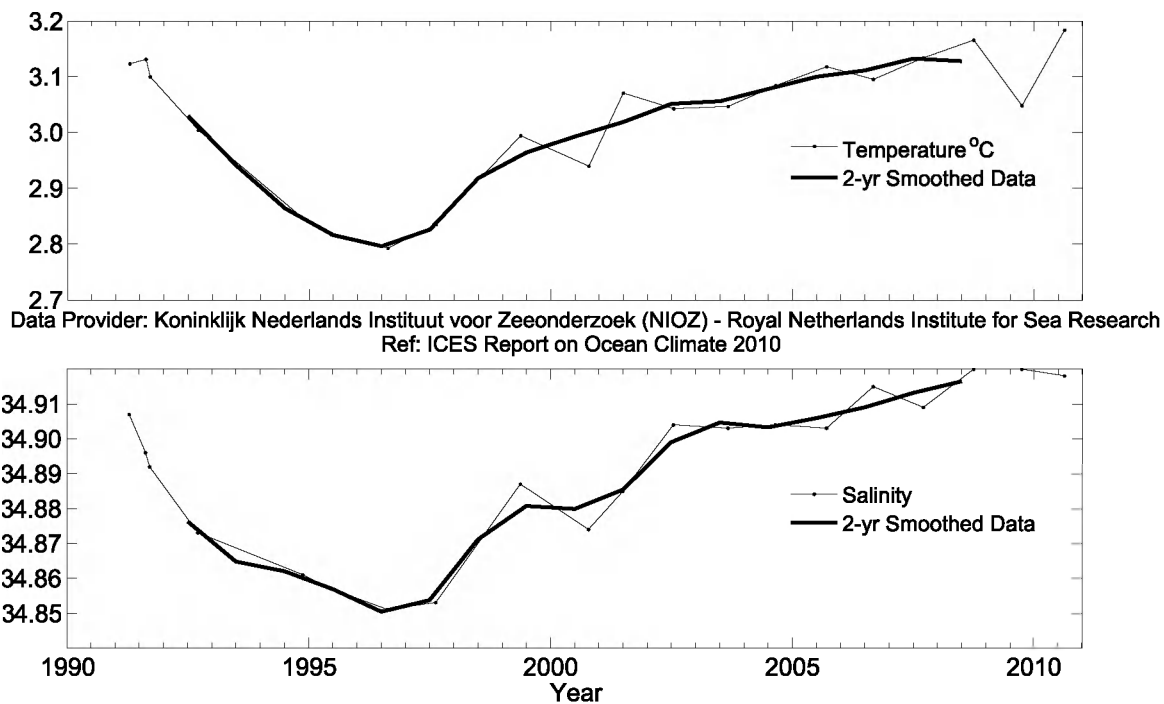 3.2
3.1
3.0
2.9
2.8
2.7
Temperature °C
2-yr Smoothed Data
Data Provider: Koninklijk Nederlands Instituut voor Zeeonderzoek (NIOZ) - Royal Netherlands Institute for Sea Research
Ref: ICES Report on Ocean Climate 2010
34.91
34.90
34.89
34.88
34.87
34.86
34.85
Salinity
2-yr Smoothed Data
1990 1995 2000 2005 2010
Year